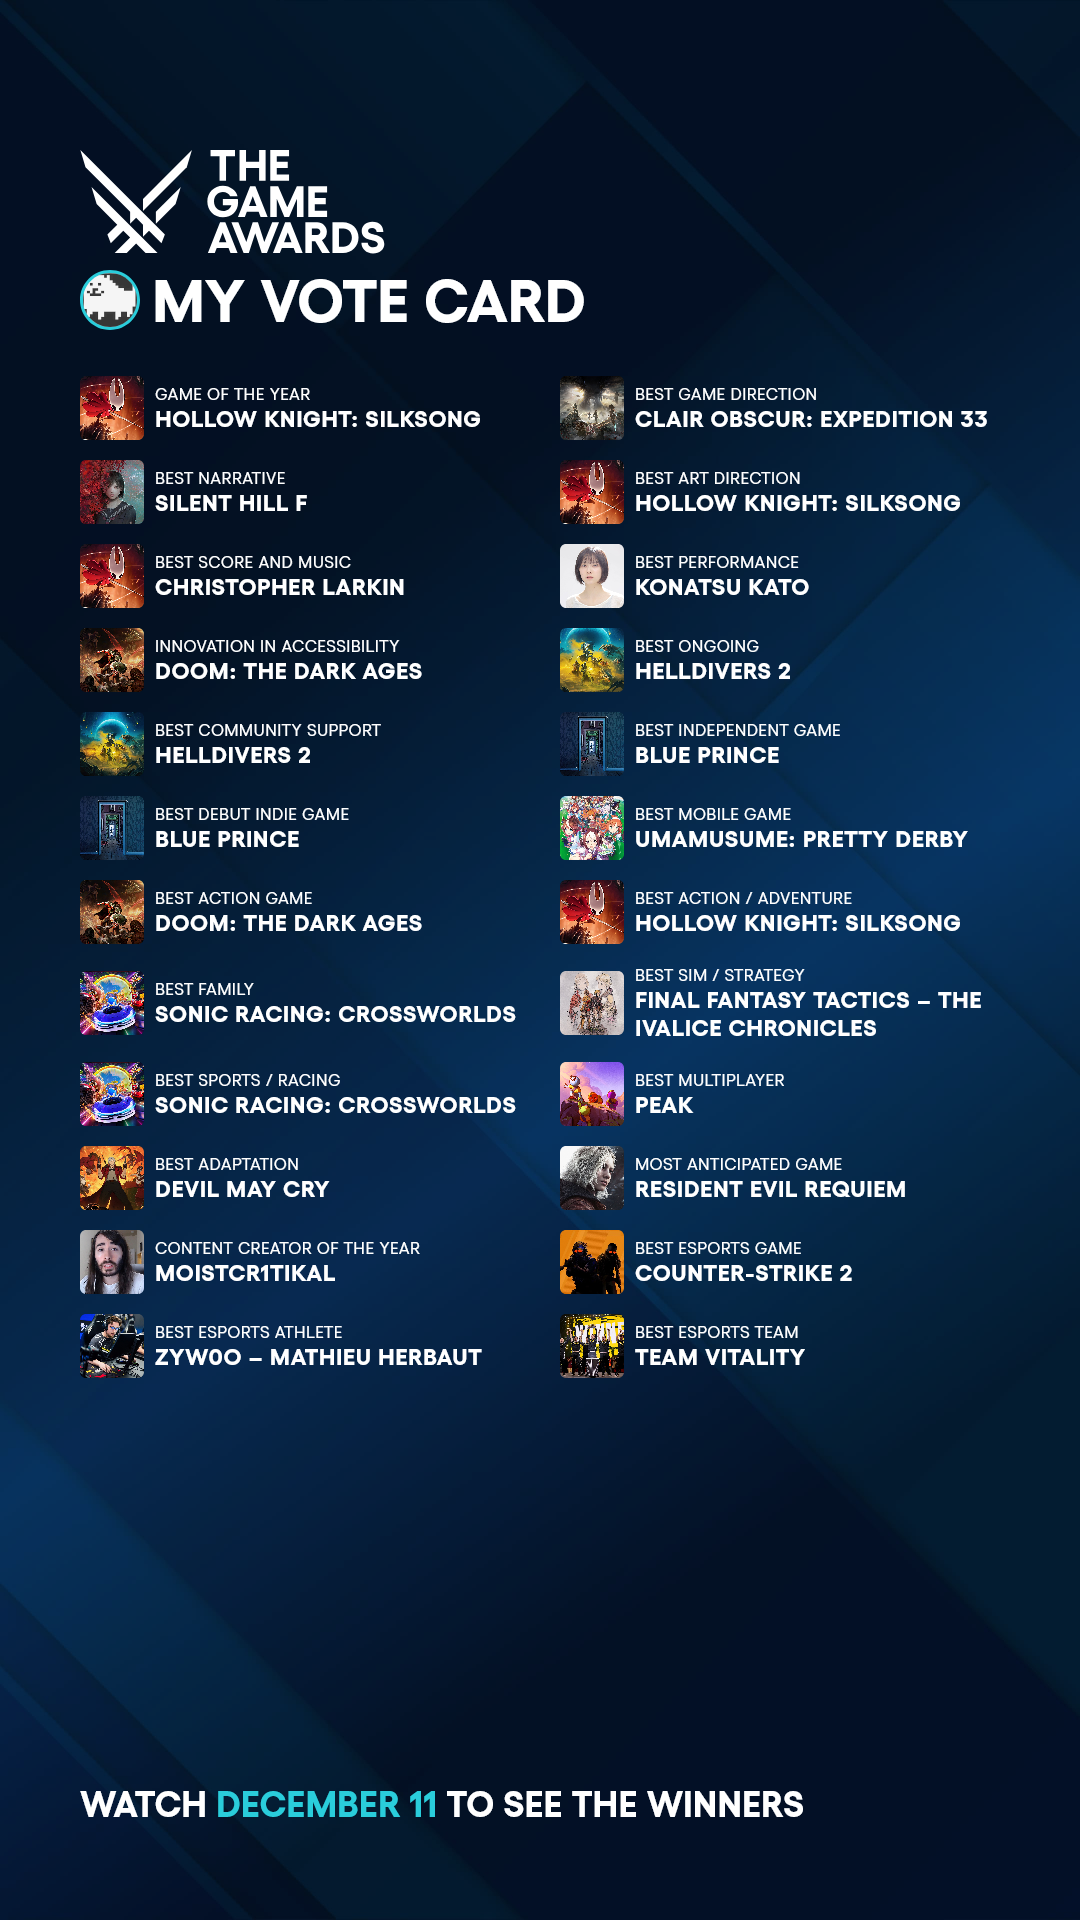 THE
GAME
AWARDS
MY VOTE CARD
GAME OF THE YEAR
HOLLOW KNIGHT: SILKSONG
BEST GAME DIRECTION
CLAIR OBSCUR: EXPEDITION 33
BEST NARRATIVE
SILENT HILL F
BEST ART DIRECTION
HOLLOW KNIGHT: SILKSONG
BEST SCORE AND MUSIC
CHRISTOPHER LARKIN
BEST PERFORMANCE
KONATSU KATO
INNOVATION IN ACCESSIBILITY
DOOM: THE DARK AGES
BEST ONGOING
HELLDIVERS 2
BEST COMMUNITY SUPPORT
HELLDIVERS 2
BEST INDEPENDENT GAME
BLUE PRINCE
BEST DEBUT INDIE GAME
BLUE PRINCE
BEST MOBILE GAME
UMAMUSUME: PRETTY DERBY
BEST ACTION GAME
DOOM: THE DARK AGES
BEST ACTION / ADVENTURE
HOLLOW KNIGHT: SILKSONG
BEST FAMILY
SONIC RACING: CROSSWORLDS
BEST SIM / STRATEGY
FINAL FANTASY TACTICS – THE
IVALICE CHRONICLES
BEST SPORTS / RACING
SONIC RACING: CROSSWORLDS
BEST MULTIPLAYER
PEAK
BEST ADAPTATION
DEVIL MAY CRY
MOST ANTICIPATED GAME
RESIDENT EVIL REQUIEM
CONTENT CREATOR OF THE YEAR
MOISTCR1TIKAL
BEST ESPORTS GAME
COUNTER-STRIKE 2
BEST ESPORTS ATHLETE
ZYW0O – MATHIEU HERBAUT
BEST ESPORTS TEAM
TEAM VITALITY
WATCH DECEMBER 11 TO SEE THE WINNERS